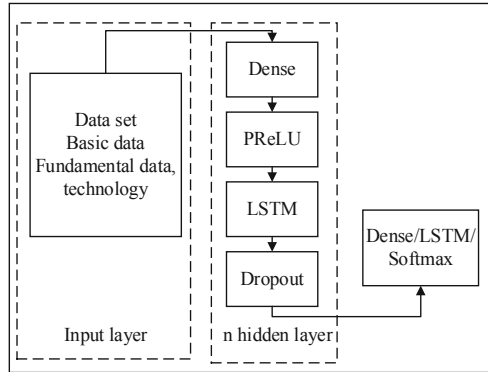 Data set
Basic data
Fundamental data,
technology
Input layer
Dense
PReLU
LSTM
Dropout
n hidden layer
Dense/LSTM/
Softmax